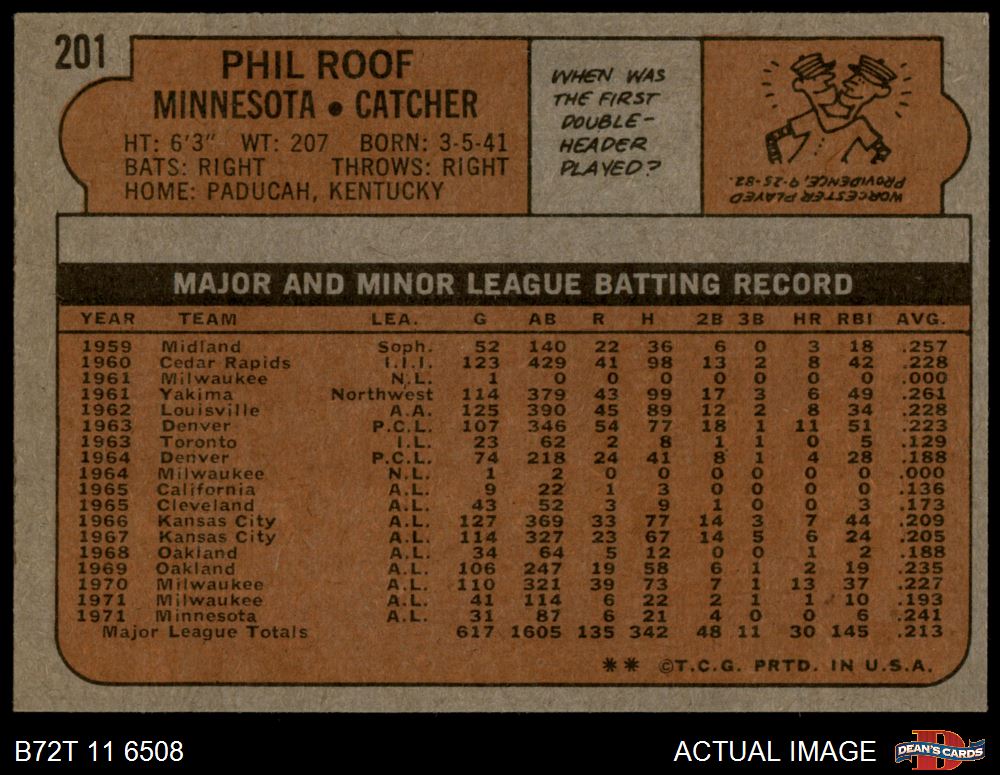 201
PHIL ROOF
MINNESOTA • CATCHER
HT: 6'3" WT: 207 BORN: 3-5-41
BATS: RIGHT THROWS: RIGHT
HOME: PADUCAH, KENTUCKY
WHEN WAS
THE FIRST
DOUBLE-
HEADER
PLAYED?
WORCESTER PLAYED
PROVIDENCE, 9-25-82.
MAJOR AND MINOR LEAGUE BATTING RECORD
YEAR TEAM LEA. G AB R H 2B 3B HR RBI AVG.
1959 Midland Soph. 52 140 22 36 6 0 3 18 .257
1960 Cedar Rapids I.I.I. 123 429 41 98 13 2 8 42 .228
1961 Milwaukee N.L. 1 0 0 0 0 0 0 0 .000
1961 Yakima Northwest 114 379 43 99 17 3 6 49 .261
1962 Louisville A.A. 125 390 45 89 12 2 8 34 .228
1963 Denver P.C.L. 107 346 54 77 18 1 11 51 .223
1963 Toronto I.L. 23 62 2 8 1 1 0 5 .129
1964 Denver P.C.L. 74 218 24 41 8 1 4 28 .188
1964 Milwaukee N.L. 1 2 0 0 0 0 0 0 .000
1965 California A.L. 9 22 1 3 0 0 0 0 .136
1965 Cleveland A.L. 43 52 3 9 1 0 0 3 .173
1966 Kansas City A.L. 127 369 33 77 14 3 7 44 .209
1967 Kansas City A.L. 114 327 23 67 14 5 6 24 .205
1968 Oakland A.L. 34 64 5 12 0 0 1 2 .188
1969 Oakland A.L. 106 247 19 58 6 1 2 19 .235
1970 Milwaukee A.L. 110 321 39 73 7 1 13 37 .227
1971 Milwaukee A.L. 41 114 6 22 2 1 1 10 .193
1971 Minnesota A.L. 31 87 6 21 4 0 0 6 .241
Major League Totals 617 1605 135 342 48 11 30 145 .213
** ©T.C.G. PRTD. IN U.S.A.
B72T 11 6508
ACTUAL IMAGE
DEAN'S CARDS